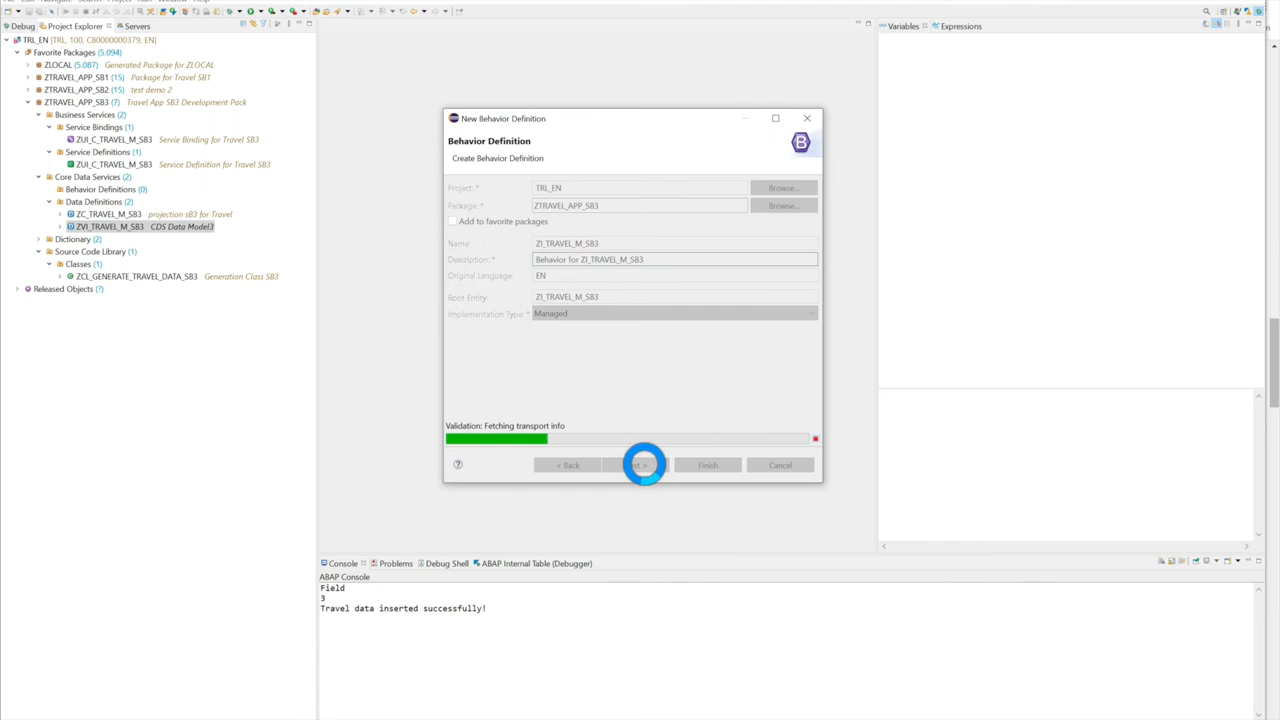 Debug Project Explorer Servers
TRL_EN [TRL, 100, CB0000000379, EN]
Favorite Packages (5.094)
ZLOCAL (5.087) Generated Package for ZLOCAL
ZTRAVEL_APP_SB1 (15) Package for Travel SB1
ZTRAVEL_APP_SB2 (15) test demo 2
ZTRAVEL_APP_SB3 (7) Travel App SB3 Development Pack
Business Services (2)
Service Bindings (1)
ZUI_C_TRAVEL_M_SB3 Servie Binding for Travel SB3
Service Definitions (1)
ZUI_C_TRAVEL_M_SB3 Service Definition for Travel SB3
Core Data Services (2)
Behavior Definitions (0)
Data Definitions (2)
ZC_TRAVEL_M_SB3 projection sB3 for Travel
ZVI_TRAVEL_M_SB3 CDS Data Model3
Dictionary (2)
Source Code Library (1)
Classes (1)
ZCL_GENERATE_TRAVEL_DATA_SB3 Generation Class SB3
Released Objects (?)
New Behavior Definition
Behavior Definition
Create Behavior Definition
Project: * TRL_EN Browse...
Package: * ZTRAVEL_APP_SB3 Browse...
Add to favorite packages
Name: ZI_TRAVEL_M_SB3
Description: * Behavior for ZI_TRAVEL_M_SB3
Original Language: EN
Root Entity: ZI_TRAVEL_M_SB3
Implementation Type: * Managed
Validation: Fetching transport info
? < Back >
Finish
Cancel
Variables Expressions
Console Problems Debug Shell ABAP Internal Table (Debugger)
ABAP Console
Field
3
Travel data inserted successfully!